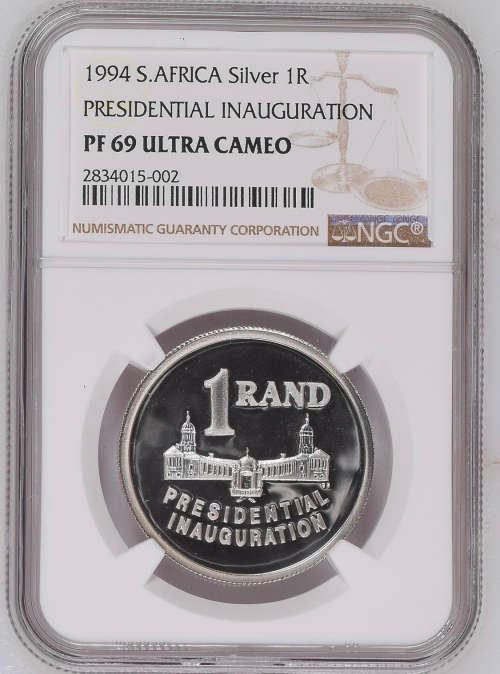 1994 S.AFRICA Silver 1R
PRESIDENTIAL INAUGURATION
PF 69 ULTRA CAMEO
2834015-002
NUMISMATIC GUARANTY CORPORATION
NGC®
1 RAND
PRESIDENTIAL
INAUGURATION